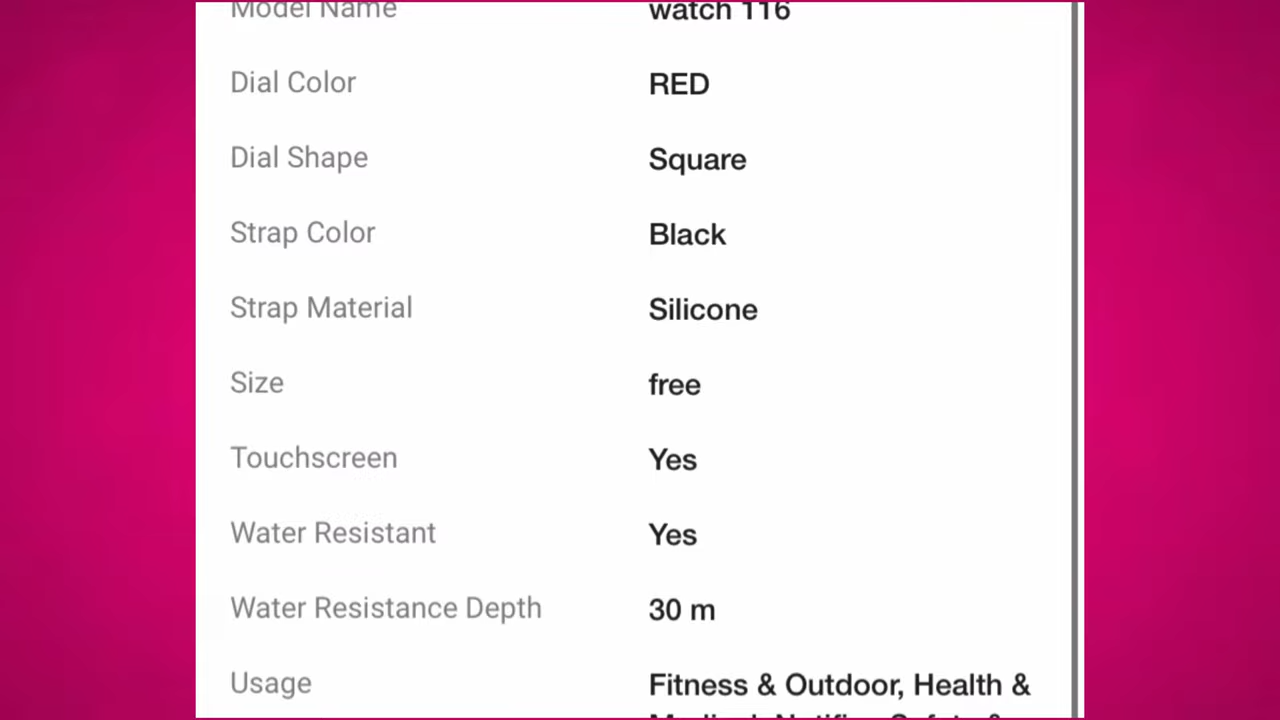 Model Name watch 116
Dial Color RED
Dial Shape Square
Strap Color Black
Strap Material Silicone
Size free
Touchscreen Yes
Water Resistant Yes
Water Resistance Depth 30 m
Usage Fitness & Outdoor, Health &